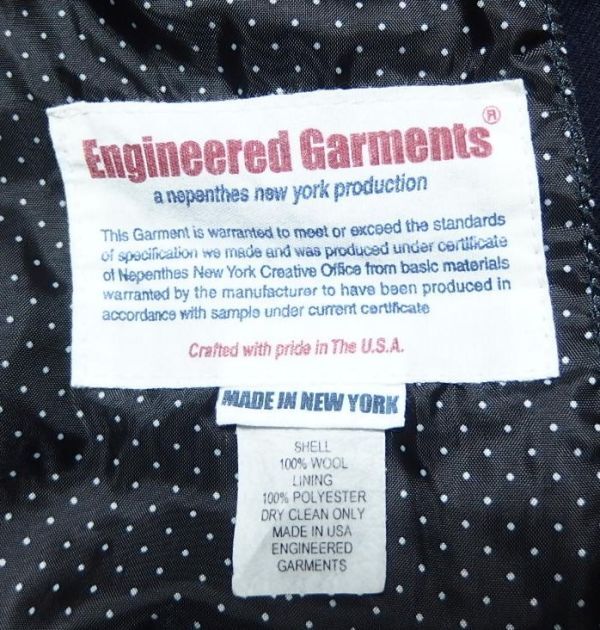 Engineered Garments®
a nepenthes new york production
This Garment is warranted to meet or exceed the standards
of specification we made and was produced under certificate
of Nepenthes New York Creative Office from basic materials
warranted by the manufacturer to have been produced in
accordance with sample under current certificate
Crafted with pride in The U.S.A.
MADE IN NEW YORK
SHELL
100% WOOL
LINING
100% POLYESTER
DRY CLEAN ONLY
MADE IN USA
ENGINEERED
GARMENTS